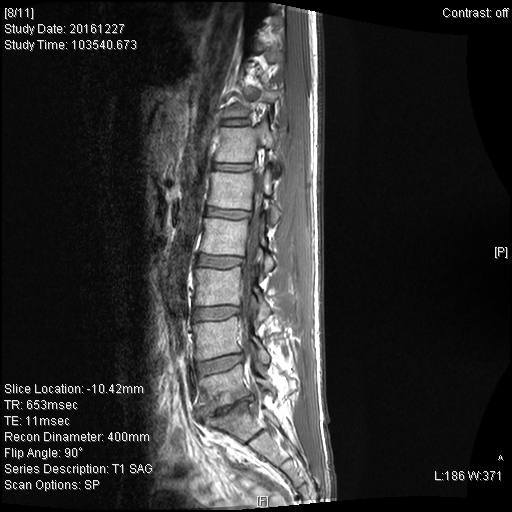 [8/11]
Contrast: off
Study Date: 20161227
Study Time: 103540.673
[P]
Slice Location: -10.42mm
TR: 653msec
TE: 11msec
Recon Dinameter: 400mm
Flip Angle: 90°
Series Description: T1 SAG
Scan Options: SP
A
L:186 W:371
[F]